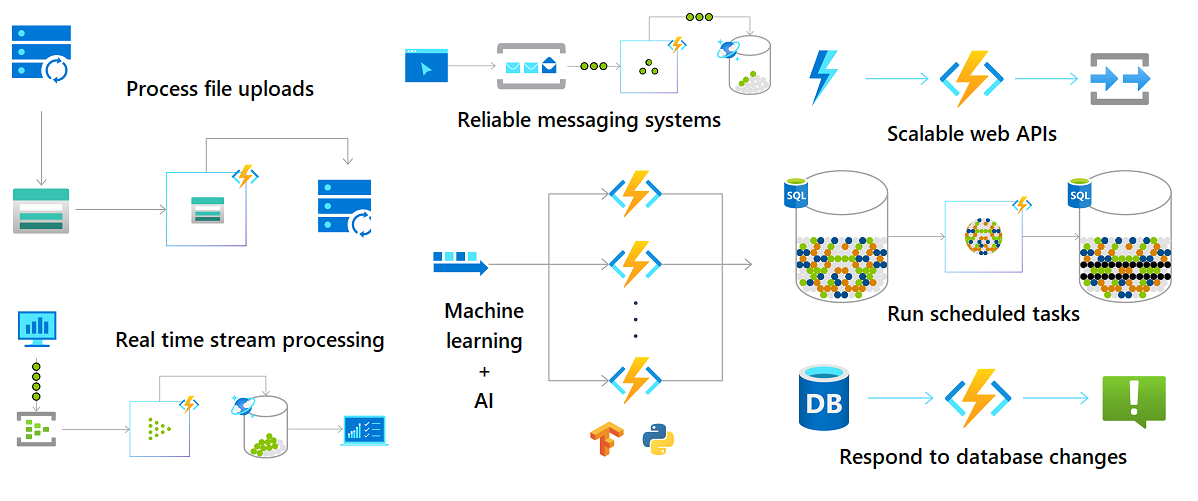 Process file uploads
Real time stream processing
Reliable messaging systems
Machine
learning
+
AI
Scalable web APIs
SQL
SQL
Run scheduled tasks
DB
Respond to database changes